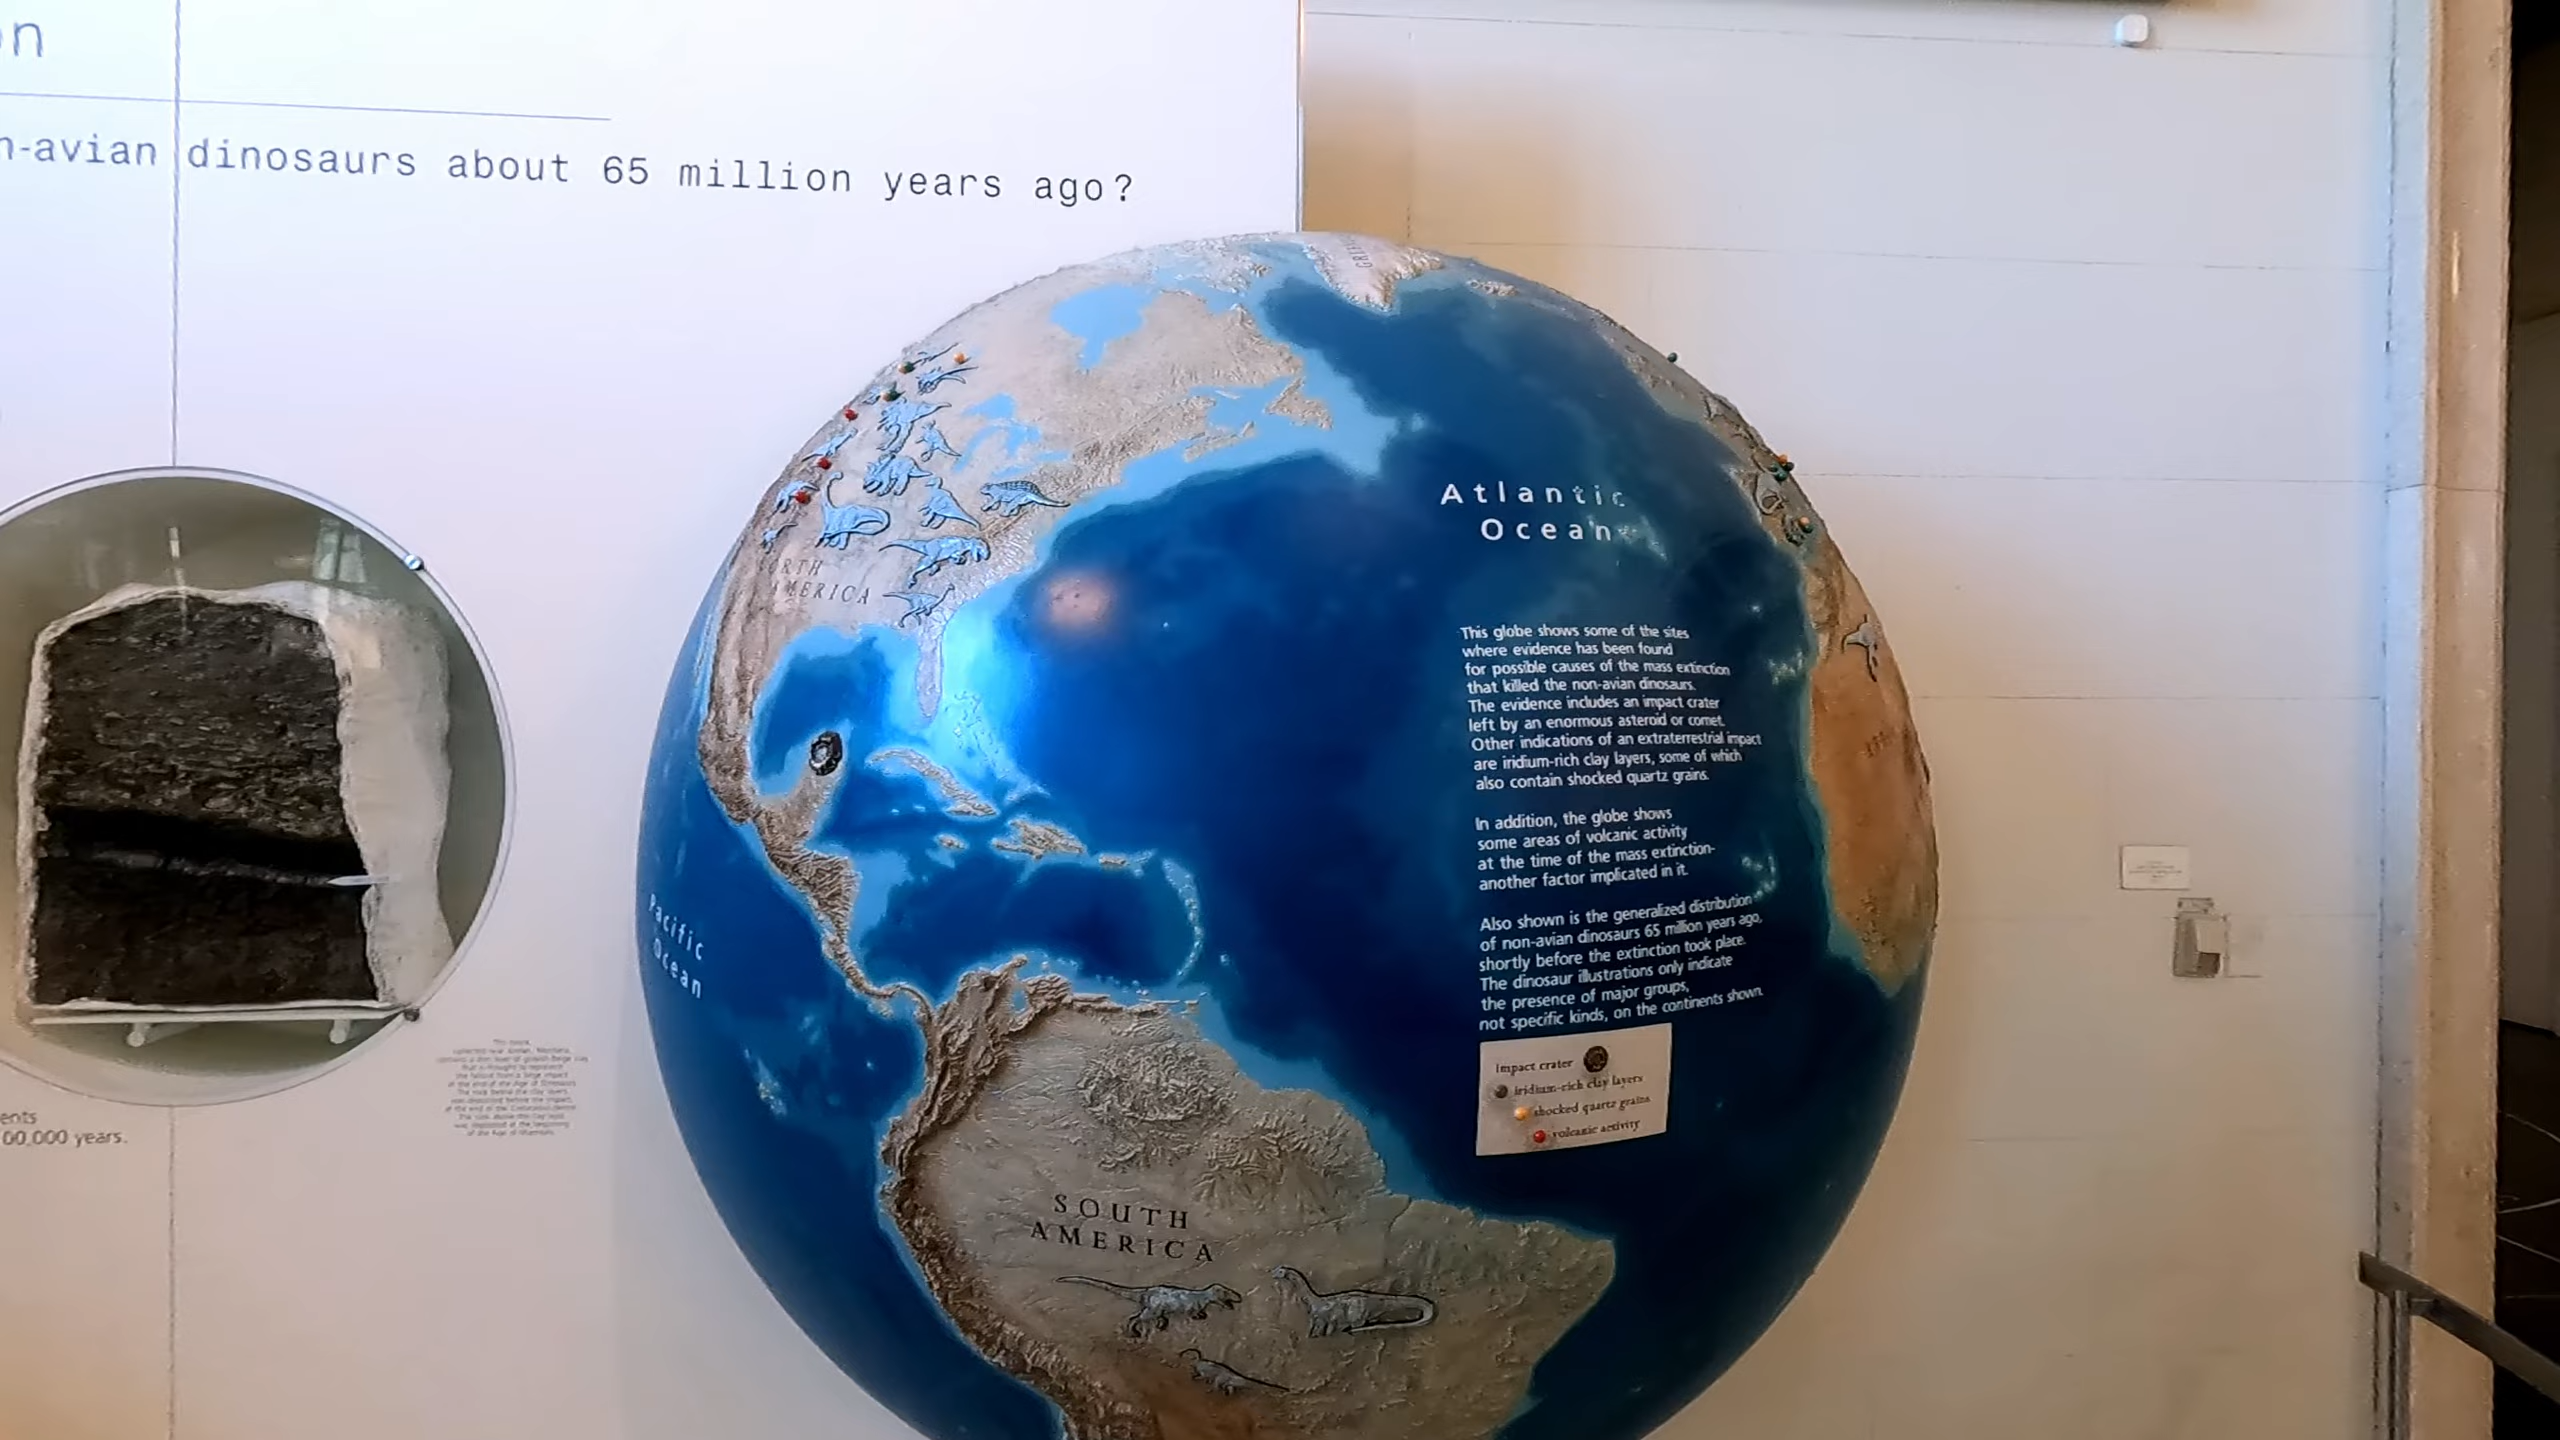 n
n-avian dinosaurs about 65 million years ago?
Atlantic
Ocean
NORTH
AMERICA
This globe shows some of the sites
where evidence has been found
for possible causes of the mass extinction
that killed the non-avian dinosaurs.
The evidence includes an impact crater
left by an enormous asteroid or comet.
Other indications of an extraterrestrial impact
are iridium-rich clay layers, some of which
also contain shocked quartz grains.
In addition, the globe shows
some areas of volcanic activity
at the time of the mass extinction-
another factor implicated in it.
Also shown is the generalized distribution
of non-avian dinosaurs 65 million years ago,
shortly before the extinction took place.
The dinosaur illustrations only indicate
the presence of major groups,
not specific kinds, on the continents shown.
Pacific
Ocean
Impact crater
iridium-rich clay layers
shocked quartz grains
volcanic activity
ents
00,000 years.
SOUTH
AMERICA